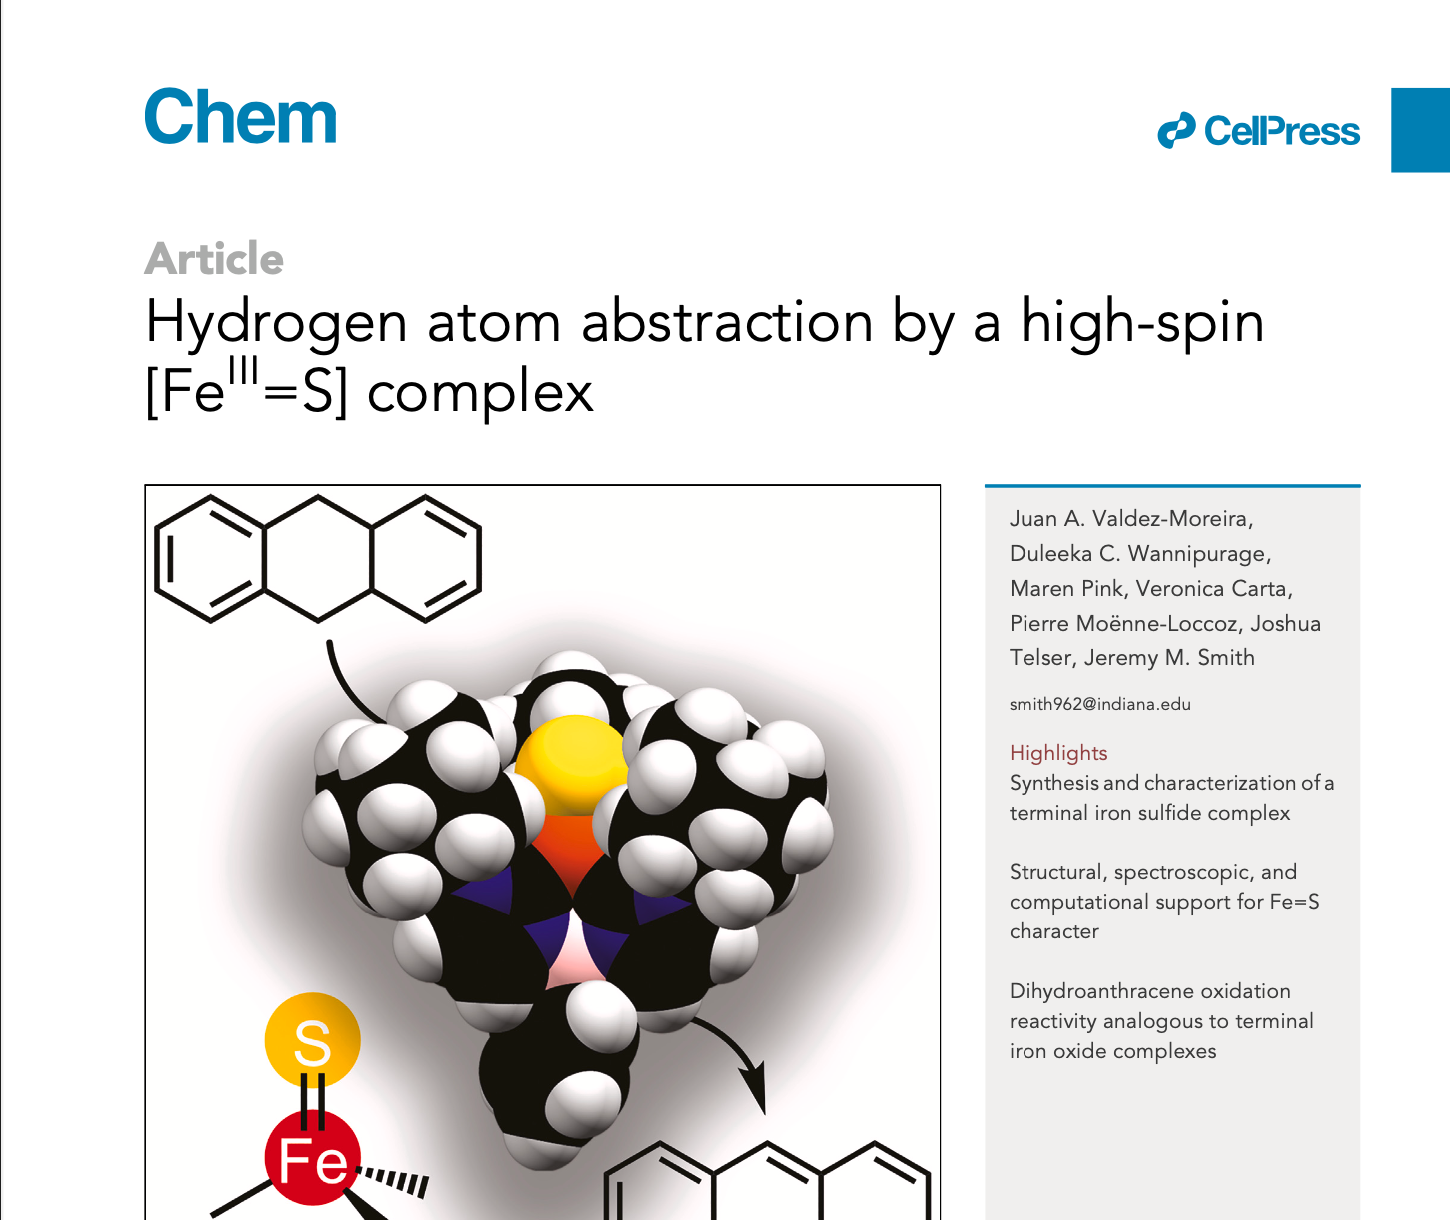 Chem
CellPress
Article
Hydrogen atom abstraction by a high-spin
[Feᴵᴵᴵ=S] complex
Juan A. Valdez-Moreira,
Duleeka C. Wannipurage,
Maren Pink, Veronica Carta,
Pierre Moënne-Loccoz, Joshua
Telser, Jeremy M. Smith
smith962@indiana.edu
Highlights
Synthesis and characterization of a
terminal iron sulfide complex
Structural, spectroscopic, and
computational support for Fe=S
character
Dihydroanthracene oxidation
reactivity analogous to terminal
iron oxide complexes
S
Fe